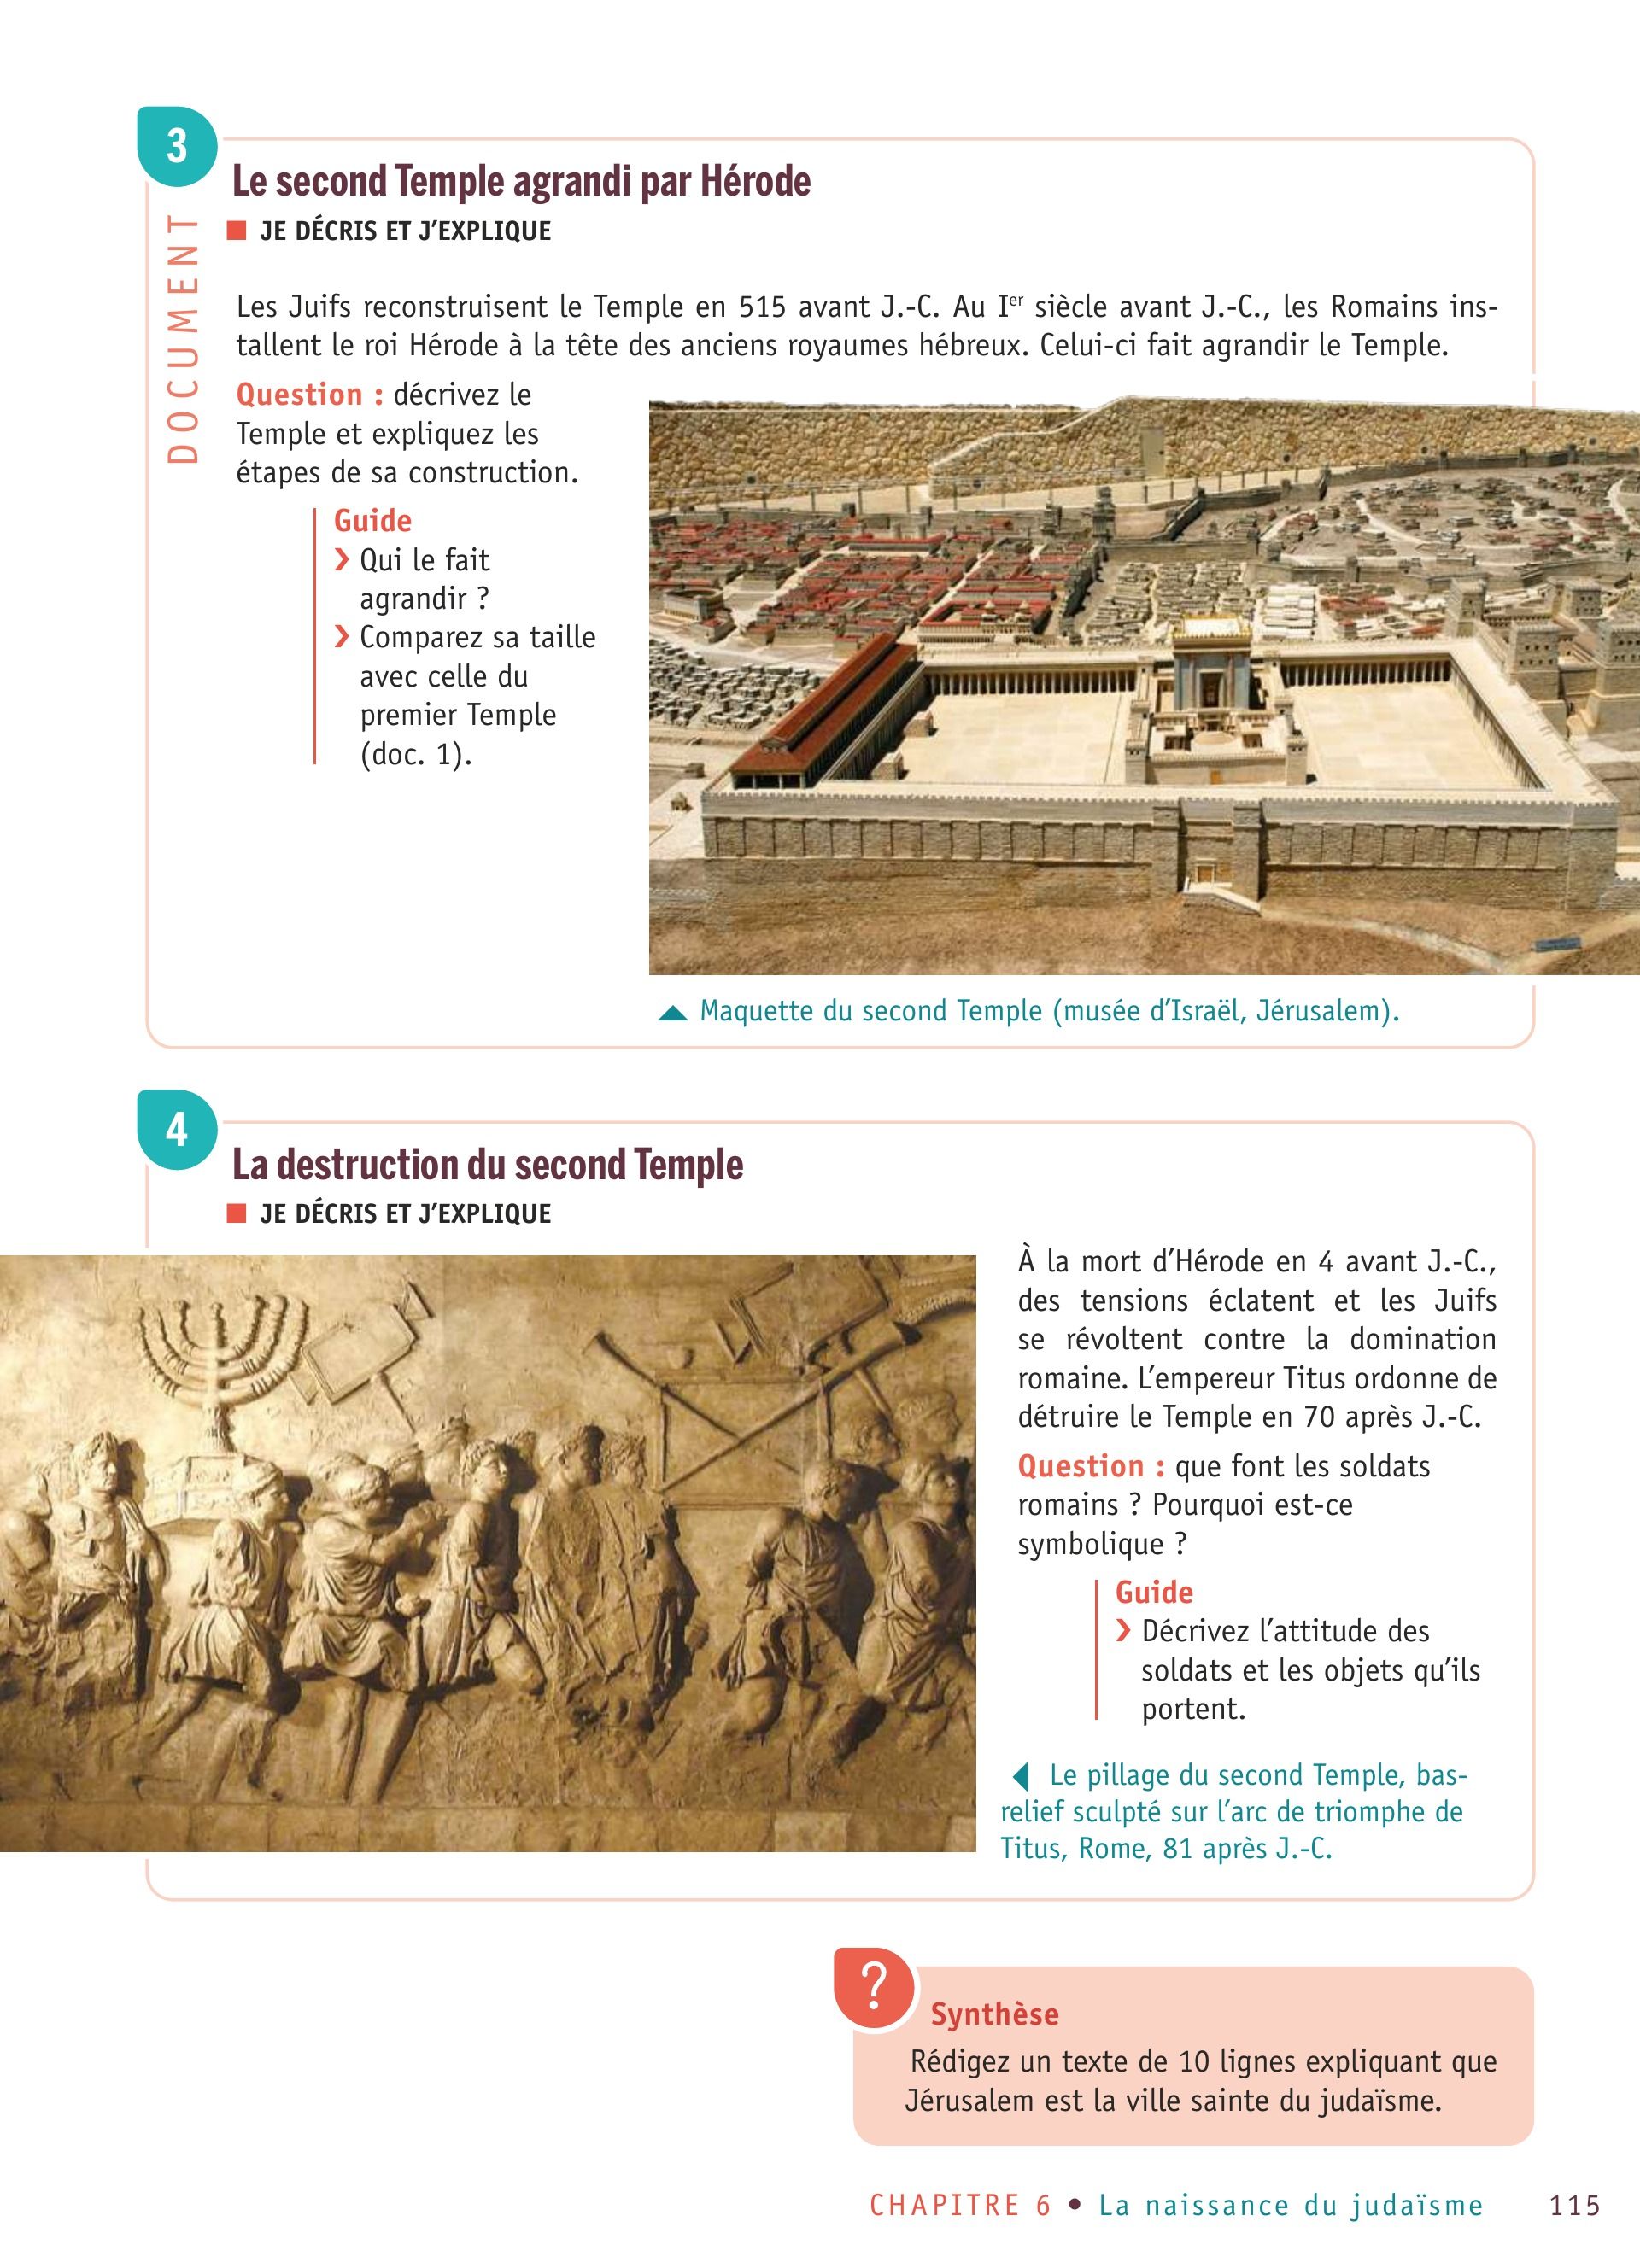 3
DOCUMENT
Le second Temple agrandi par Hérode
■ JE DÉCRIS ET J’EXPLIQUE
Les Juifs reconstruisent le Temple en 515 avant J.-C. Au Ier siècle avant J.-C., les Romains ins-
tallent le roi Hérode à la tête des anciens royaumes hébreux. Celui-ci fait agrandir le Temple.
Question : décrivez le
Temple et expliquez les
étapes de sa construction.
Guide
❯ Qui le fait
agrandir ?
❯ Comparez sa taille
avec celle du
premier Temple
(doc. 1).
▲ Maquette du second Temple (musée d’Israël, Jérusalem).
4
La destruction du second Temple
■ JE DÉCRIS ET J’EXPLIQUE
À la mort d’Hérode en 4 avant J.-C.,
des tensions éclatent et les Juifs
se révoltent contre la domination
romaine. L’empereur Titus ordonne de
détruire le Temple en 70 après J.-C.
Question : que font les soldats
romains ? Pourquoi est-ce
symbolique ?
Guide
❯ Décrivez l’attitude des
soldats et les objets qu’ils
portent.
◀ Le pillage du second Temple, bas-
relief sculpté sur l’arc de triomphe de
Titus, Rome, 81 après J.-C.
?
Synthèse
Rédigez un texte de 10 lignes expliquant que
Jérusalem est la ville sainte du judaïsme.
CHAPITRE 6 • La naissance du judaïsme 115